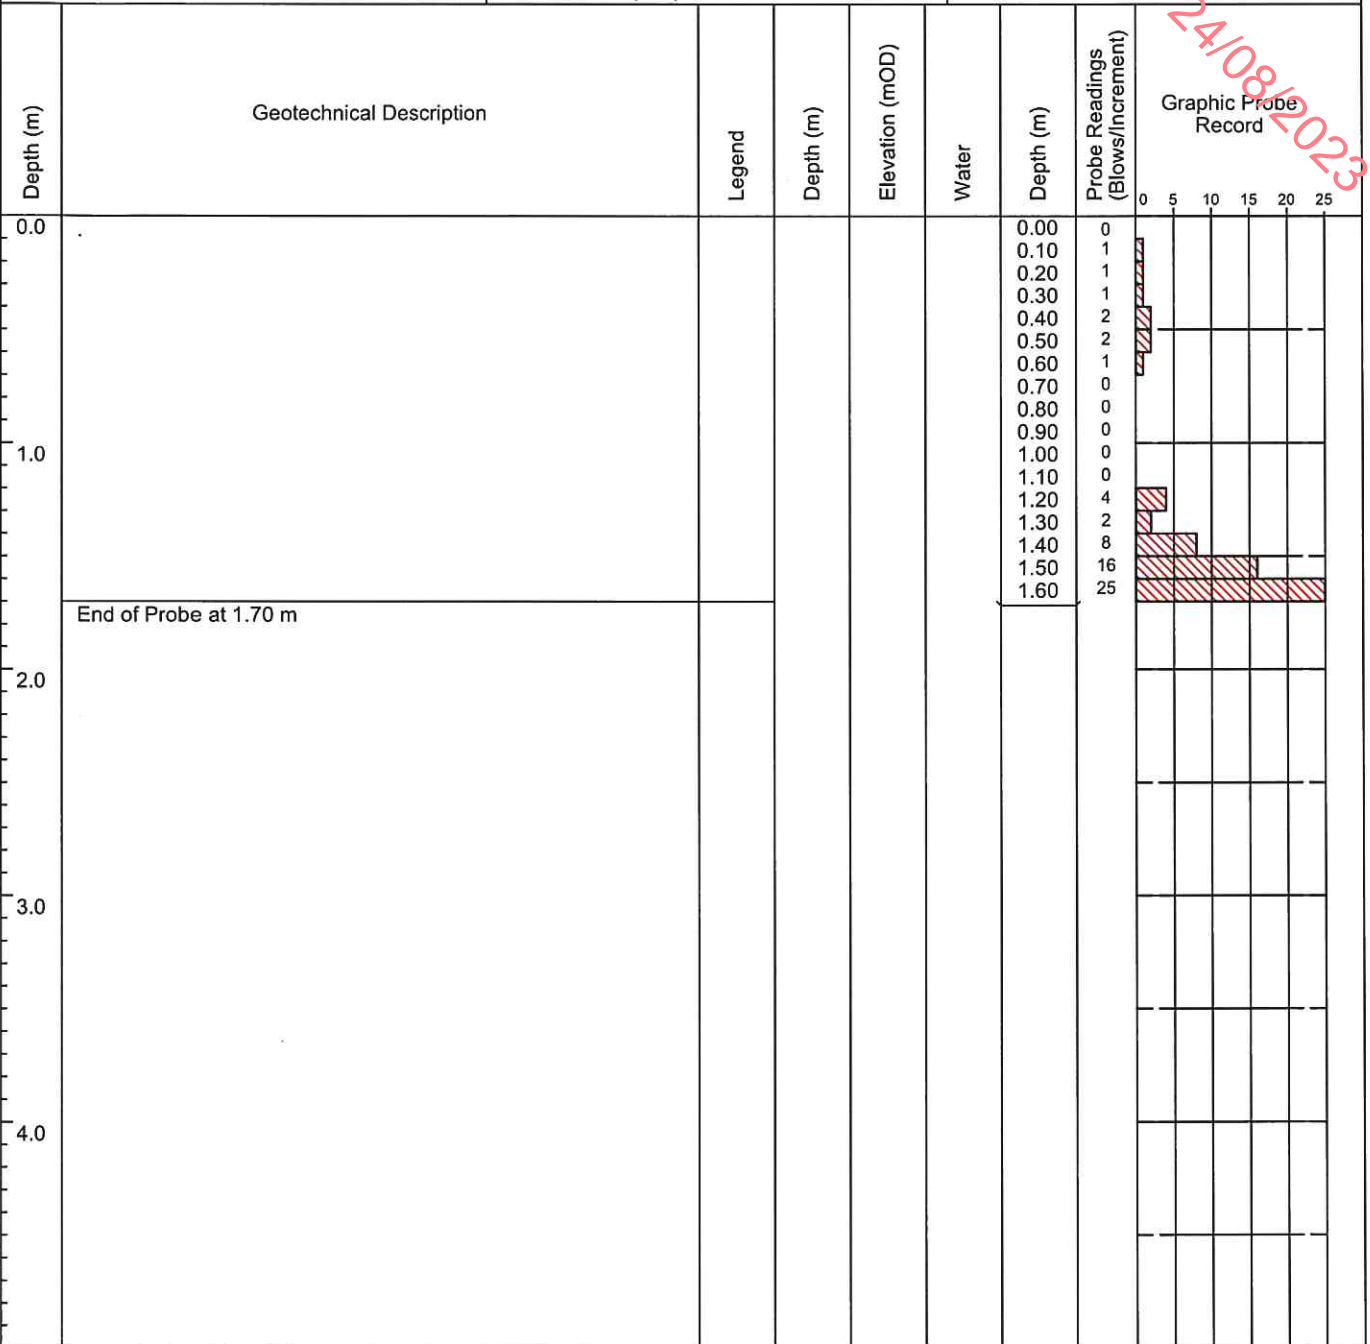 24/08/2023
Depth (m)
Geotechnical Description
Legend
Depth (m)
Elevation (mOD)
Water
Depth (m)
Probe Readings
(Blows/Increment)
Graphic Probe
Record
0 5 10 15 20 25
0.0
0.00 0
0.10 1
0.20 1
0.30 1
0.40 2
0.50 2
0.60 1
0.70 0
0.80 0
0.90 0
1.0
1.00 0
1.10 0
1.20 4
1.30 2
1.40 8
1.50 16
1.60 25
End of Probe at 1.70 m
2.0
3.0
4.0